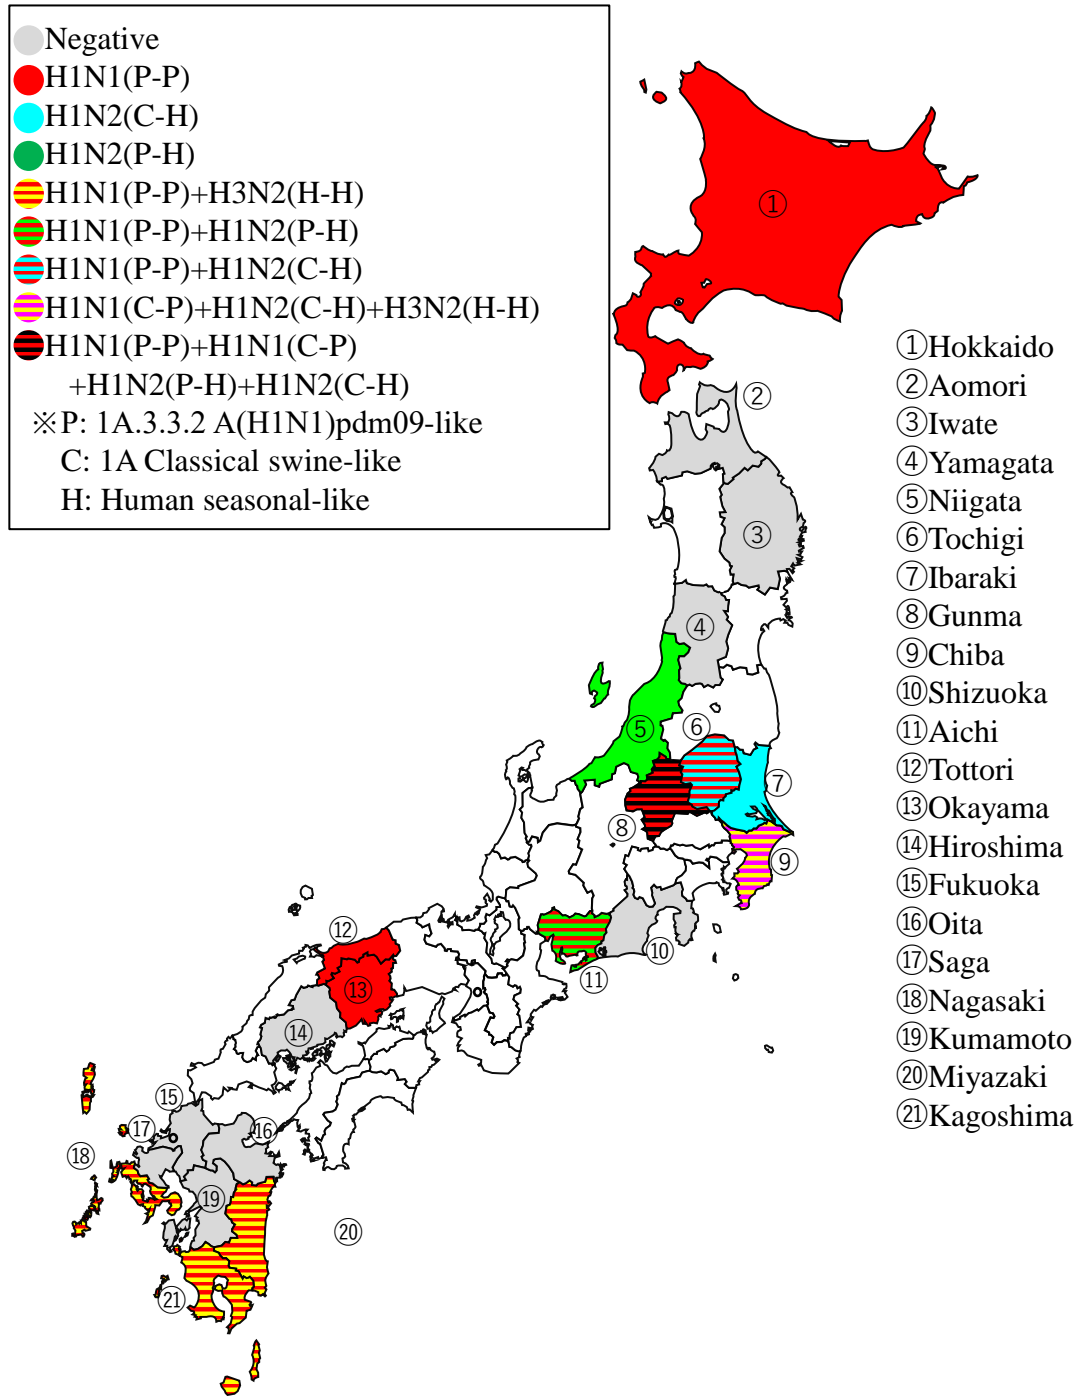 Negative
H1N1(P-P)
H1N2(C-H)
H1N2(P-H)
H1N1(P-P)+H3N2(H-H)
H1N1(P-P)+H1N2(P-H)
H1N1(P-P)+H1N2(C-H)
H1N1(C-P)+H1N2(C-H)+H3N2(H-H)
H1N1(P-P)+H1N1(C-P)
+H1N2(P-H)+H1N2(C-H)
※P: 1A.3.3.2 A(H1N1)pdm09-like
C: 1A Classical swine-like
H: Human seasonal-like
①
②
③
④
⑤
⑥
⑦
⑧
⑨
⑩
⑪
⑫
⑬
⑭
⑮
⑯
⑰
⑱
⑲
⑳
㉑
①Hokkaido
②Aomori
③Iwate
④Yamagata
⑤Niigata
⑥Tochigi
⑦Ibaraki
⑧Gunma
⑨Chiba
⑩Shizuoka
⑪Aichi
⑫Tottori
⑬Okayama
⑭Hiroshima
⑮Fukuoka
⑯Oita
⑰Saga
⑱Nagasaki
⑲Kumamoto
⑳Miyazaki
㉑Kagoshima